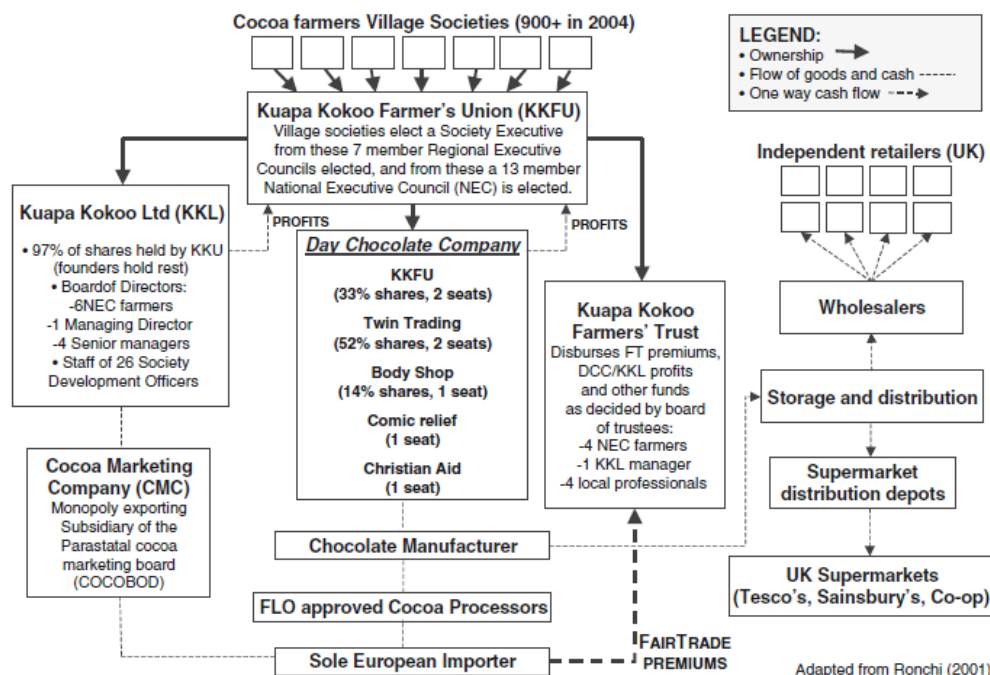 Cocoa farmers Village Societies (900+ in 2004)
LEGEND:
• Ownership
• Flow of goods and cash
• One way cash flow
Kuapa Kokoo Farmer's Union (KKFU)
Village societies elect a Society Executive
from these 7 member Regional Executive
Councils elected, and from these a 13 member
National Executive Council (NEC) is elected.
Independent retailers (UK)
Kuapa Kokoo Ltd (KKL)
• 97% of shares held by KKU
(founders hold rest)
• Boardof Directors:
-6NEC farmers
-1 Managing Director
-4 Senior managers
• Staff of 26 Society
Development Officers
PROFITS
Day Chocolate Company
KKFU
(33% shares, 2 seats)
Twin Trading
(52% shares, 2 seats)
Body Shop
(14% shares, 1 seat)
Comic relief
(1 seat)
Christian Aid
(1 seat)
PROFITS
Kuapa Kokoo
Farmers' Trust
Disburses FT premiums,
DCC/KKL profits
and other funds
as decided by board
of trustees:
-4 NEC farmers
-1 KKL manager
-4 local professionals
Wholesalers
Storage and distribution
Supermarket
distribution depots
UK Supermarkets
(Tesco's, Sainsbury's, Co-op)
Cocoa Marketing
Company (CMC)
Monopoly exporting
Subsidiary of the
Parastatal cocoa
marketing board
(COCOBOD)
Chocolate Manufacturer
FLO approved Cocoa Processors
Sole European Importer
FAIRTRADE
PREMIUMS
Adapted from Ronchi (2001)